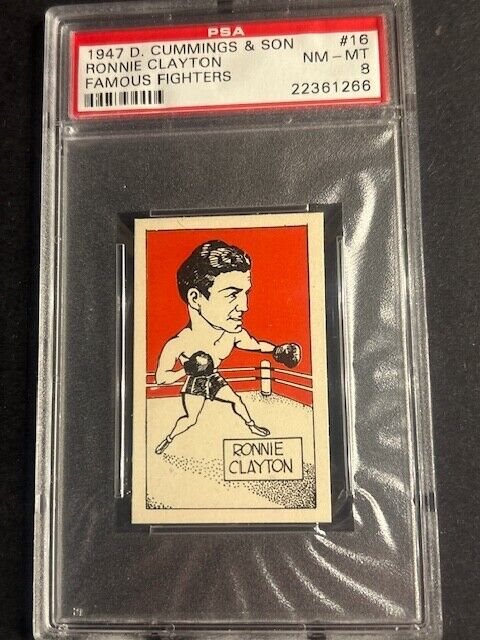 PSA
1947 D. CUMMINGS & SON #16
RONNIE CLAYTON NM - MT
FAMOUS FIGHTERS 8
22361266
RONNIE
CLAYTON